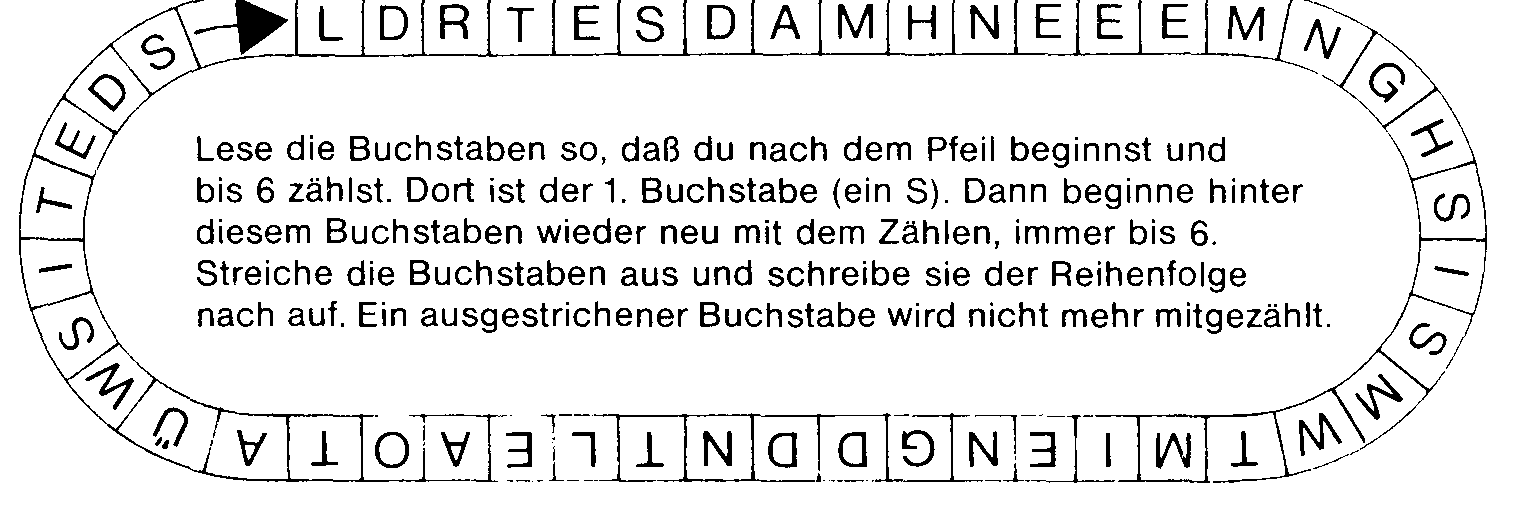 LDRTESDAMHNEEEMNGHSISMWTMIENGDDNTLEAOTAÜWSITEDS
Lese die Buchstaben so, daß du nach dem Pfeil beginnst und
bis 6 zählst. Dort ist der 1. Buchstabe (ein S). Dann beginne hinter
diesem Buchstaben wieder neu mit dem Zählen, immer bis 6.
Streiche die Buchstaben aus und schreibe sie der Reihenfolge
nach auf. Ein ausgestrichener Buchstabe wird nicht mehr mitgezählt.